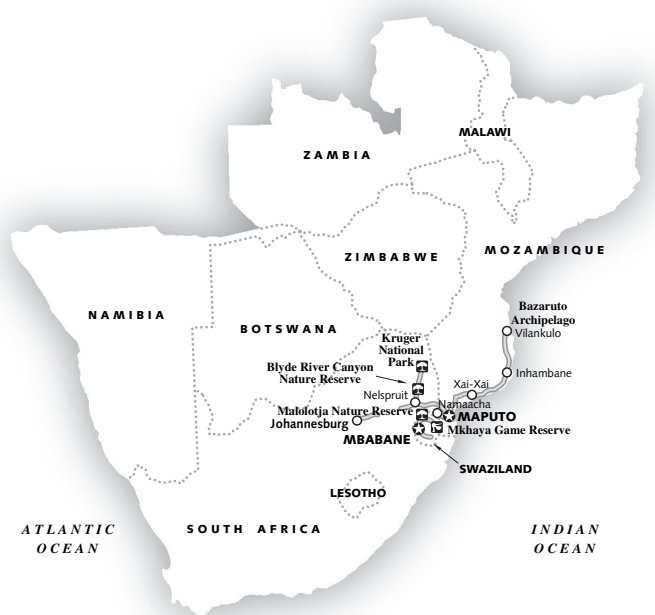 MALAWI
ZAMBIA
ZIMBABWE
MOZAMBIQUE
NAMIBIA
BOTSWANA
Bazaruto
Archipelago
Vilankulo
Kruger
National
Park
Blyde River Canyon
Nature Reserve
Inhambane
Xai-Xai
Nelspruit
Namaacha
Malolotja Nature Reserve
MAPUTO
Johannesburg
Mkhaya Game Reserve
MBABANE
SWAZILAND
LESOTHO
SOUTH AFRICA
ATLANTIC
OCEAN
INDIAN
OCEAN